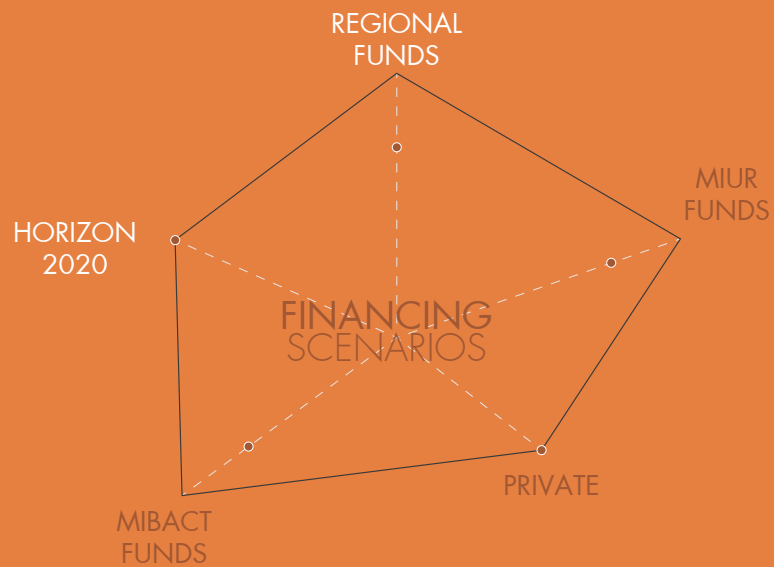 REGIONAL
FUNDS
MIUR
FUNDS
HORIZON
2020
FINANCING
SCENARIOS
PRIVATE
MIBACT
FUNDS